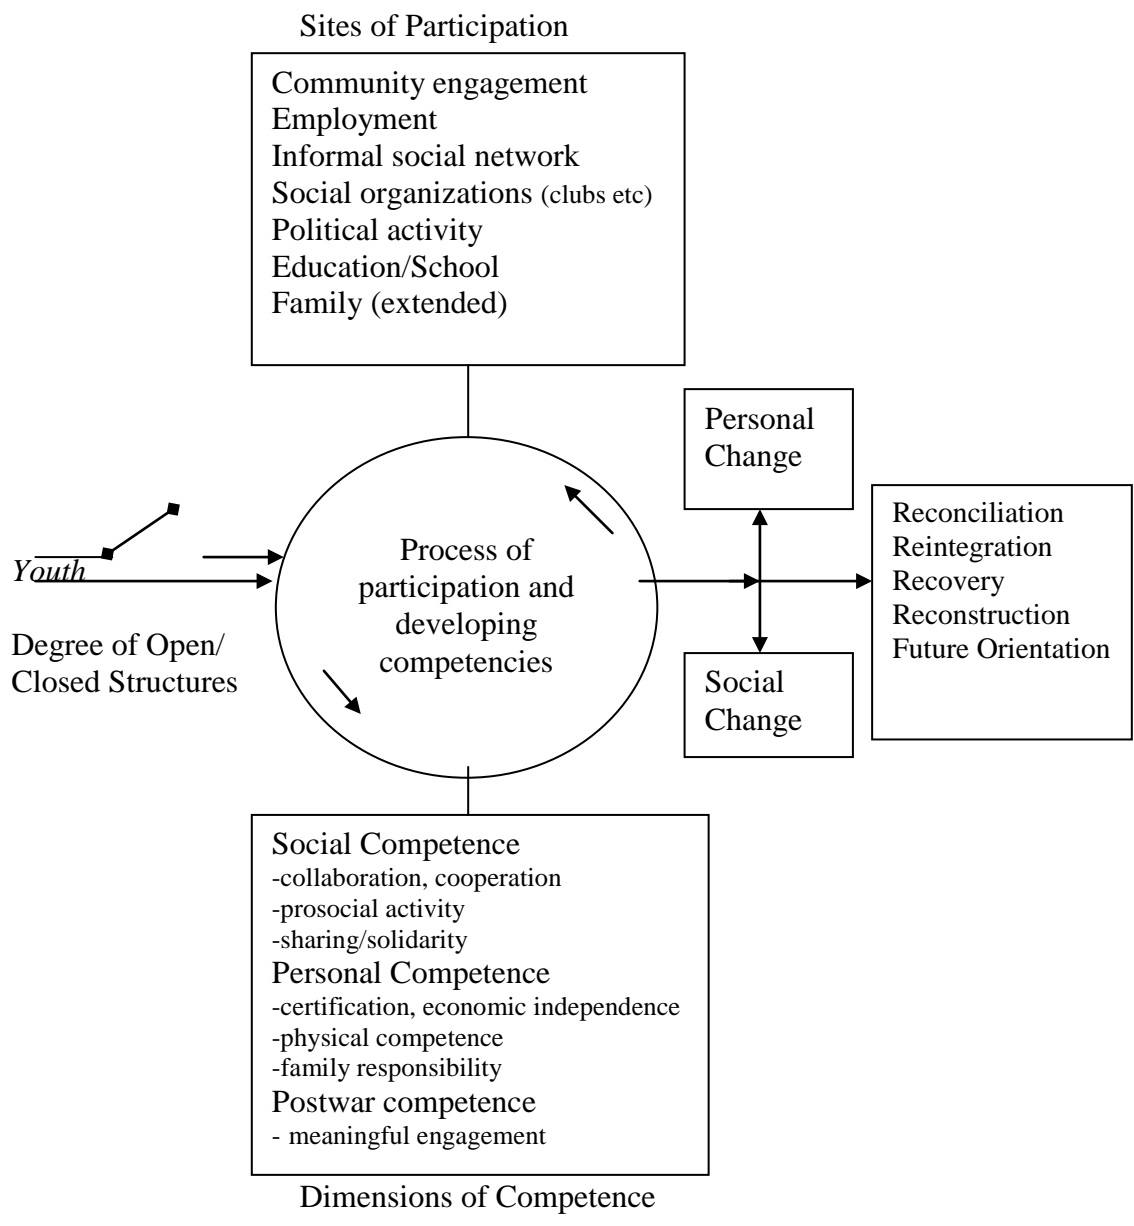 Sites of Participation
Community engagement
Employment
Informal social network
Social organizations (clubs etc)
Political activity
Education/School
Family (extended)
Personal
Change
Reconciliation
Reintegration
Recovery
Reconstruction
Future Orientation
Process of
participation and
developing
competencies
Youth
Degree of Open/
Closed Structures
Social
Change
Social Competence
-collaboration, cooperation
-prosocial activity
-sharing/solidarity
Personal Competence
-certification, economic independence
-physical competence
-family responsibility
Postwar competence
- meaningful engagement
Dimensions of Competence